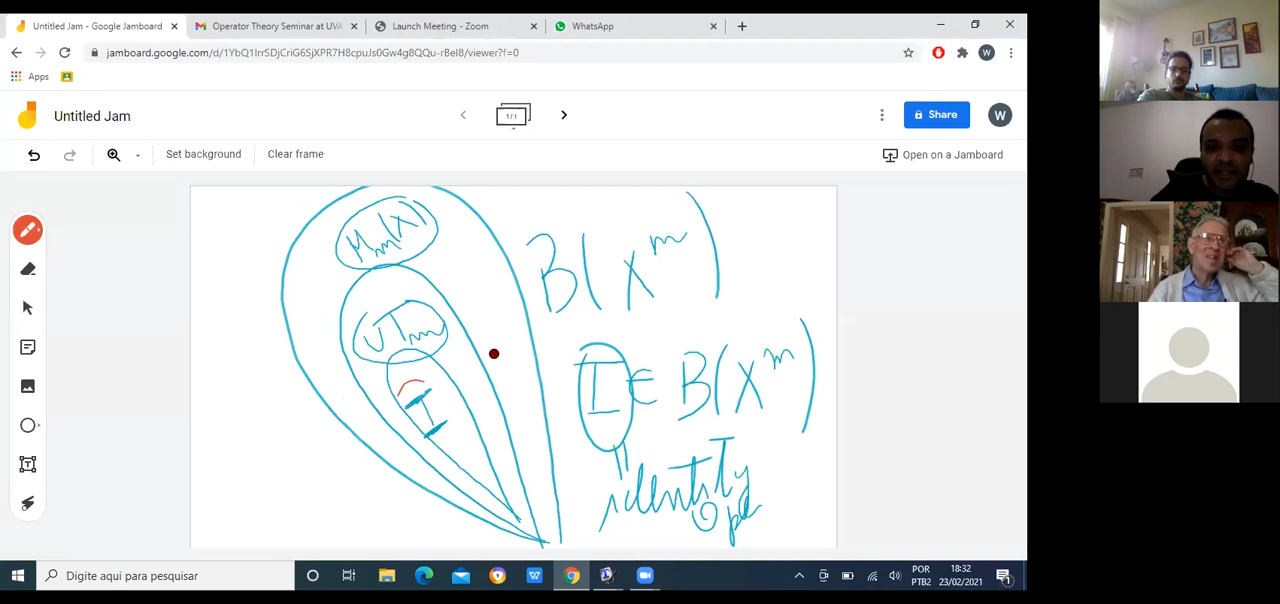 Untitled Jam - Google Jamboard
Operator Theory Seminar at UVA
Launch Meeting - Zoom
WhatsApp
jamboard.google.com/d/1YbQ1IrrSDjCriG6SjXPR7H8cpuJs0Gw4g8QQu-rBeI8/viewer?f=0
W
Apps
Untitled Jam
1/1
Share
W
Set background
Clear frame
Open on a Jamboard
M_m(X)
B(X^m)
UT_m
I ∈ B(X^m)
I
identity
Op
Digite aqui para pesquisar
POR
PTB2
18:32
23/02/2021
1